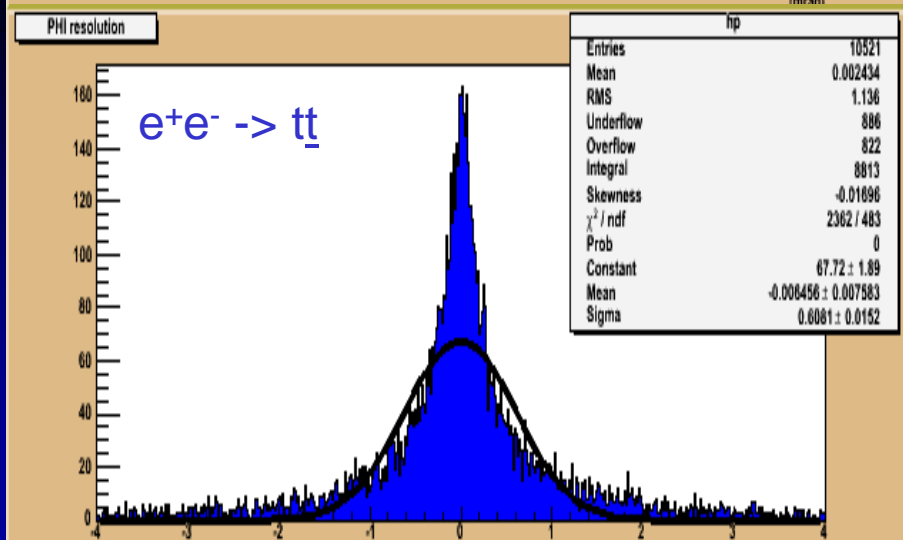 PHI resolution
hp
Entries 10521
Mean 0.002434
RMS 1.136
Underflow 886
Overflow 822
Integral 8813
Skewness -0.01696
χ² / ndf 2362 / 483
Prob 0
Constant 67.72 ± 1.89
Mean -0.006456 ± 0.007583
Sigma 0.6081 ± 0.0152
e⁺e⁻ -> tt
160
140
120
100
80
60
40
20
0
-4 -3 -2 -1 0 1 2 3 4